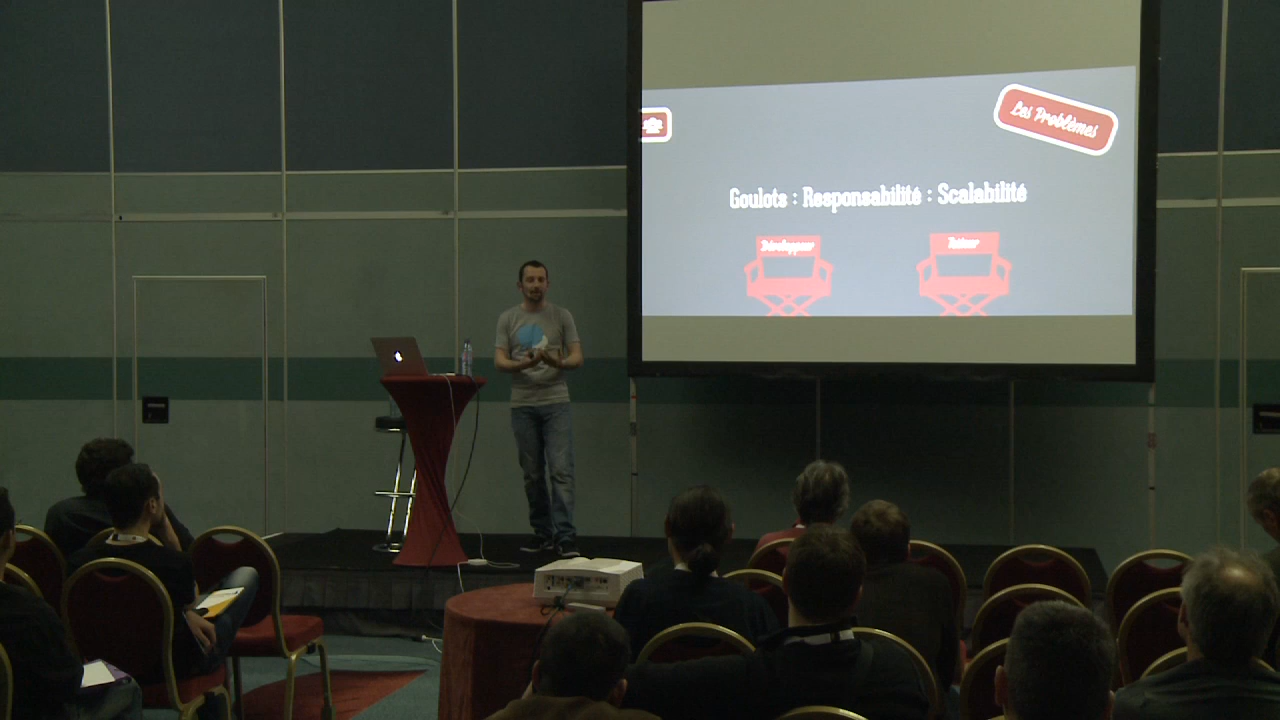 Les Problèmes
Goulots : Responsabilité : Scalabilité
Développeur
Testeur